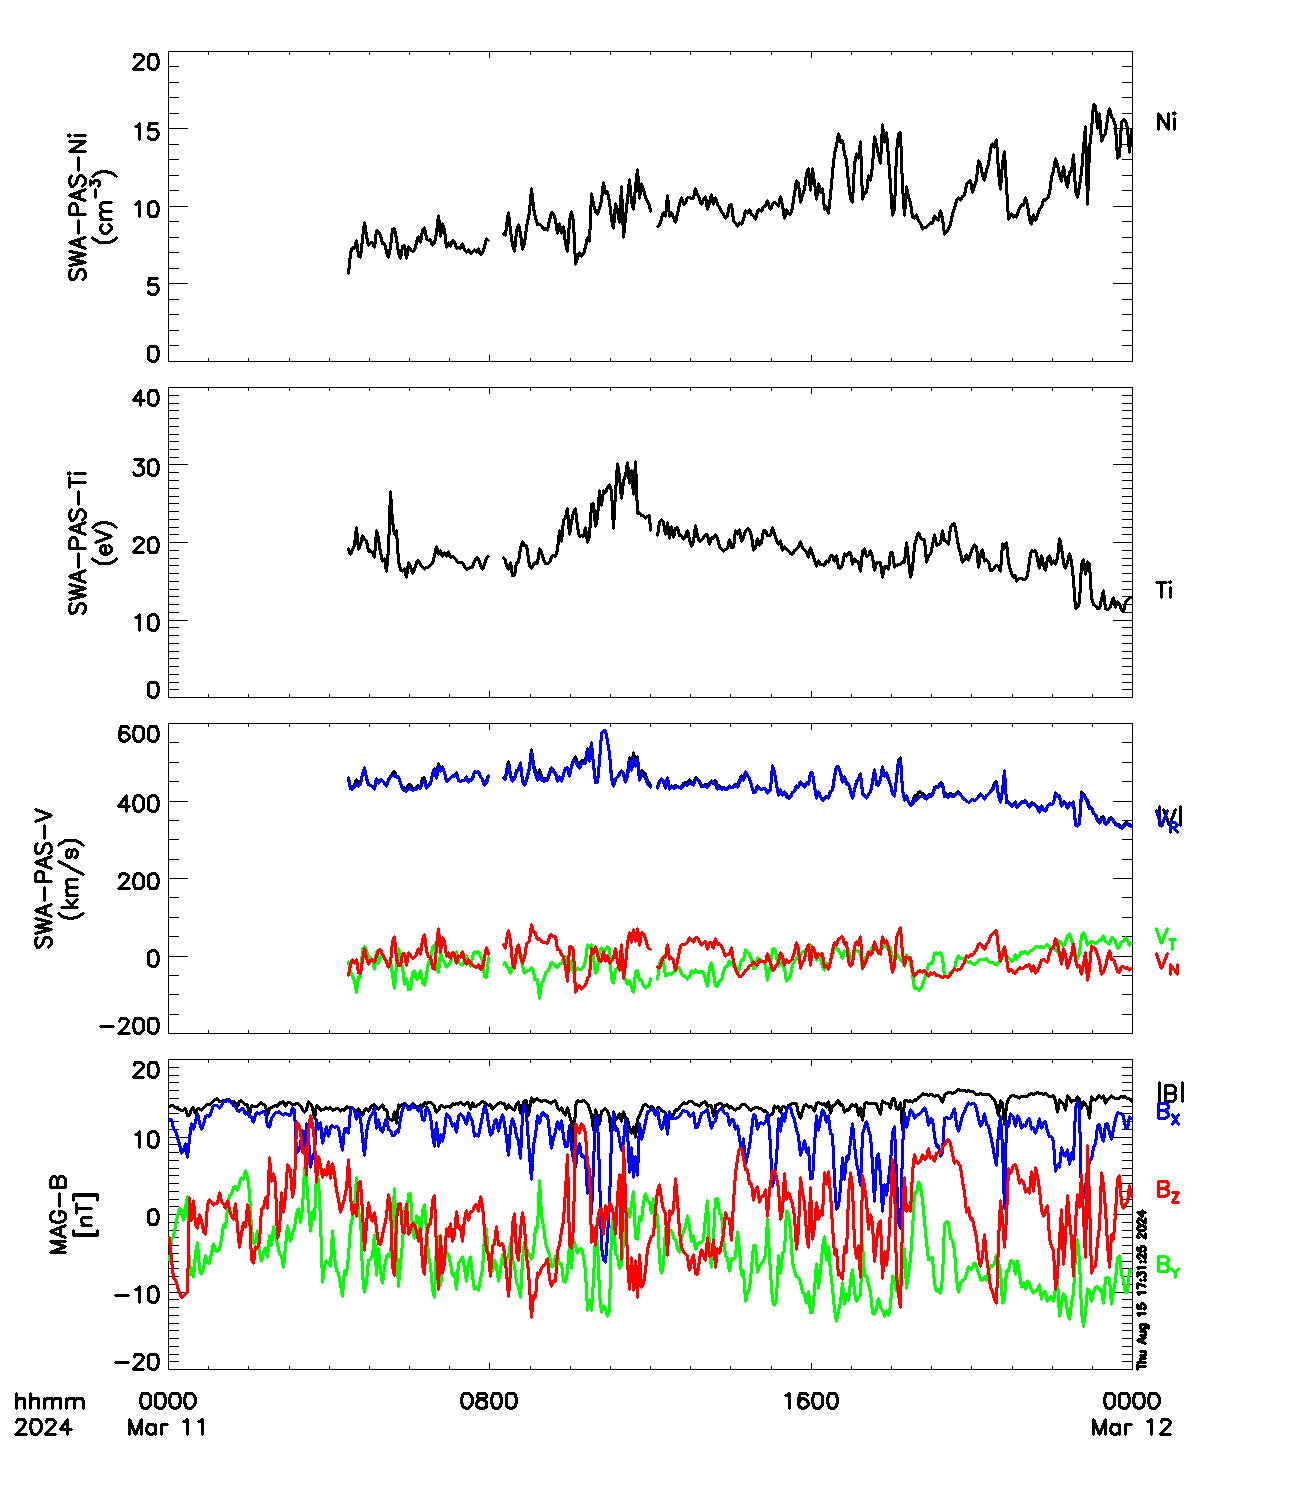 20
15
10
5
0
SWA-PAS-Ni
(cm⁻³)
Ni
40
30
20
10
0
SWA-PAS-Ti
(eV)
Ti
600
400
200
0
-200
SWA-PAS-V
(km/s)
|V|
V_R
V_T
V_N
20
10
0
-10
-20
MAG-B
[nT]
|B|
B_X
B_Z
B_Y
Thu Aug 15 17:31:25 2024
hhmm 0000 0800 1600 0000
2024 Mar 11 Mar 12